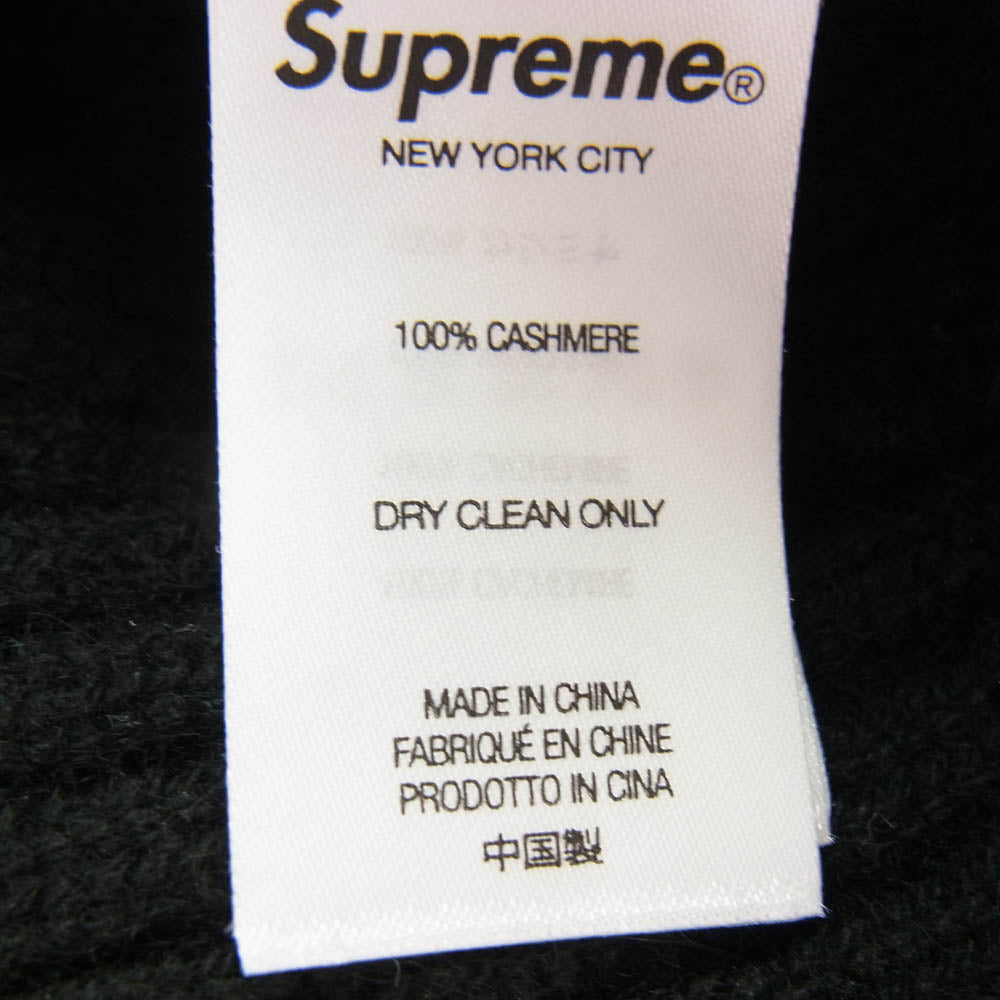 Supreme®
NEW YORK CITY
100% CASHMERE
DRY CLEAN ONLY
MADE IN CHINA
FABRIQUÉ EN CHINE
PRODOTTO IN CINA
中国製